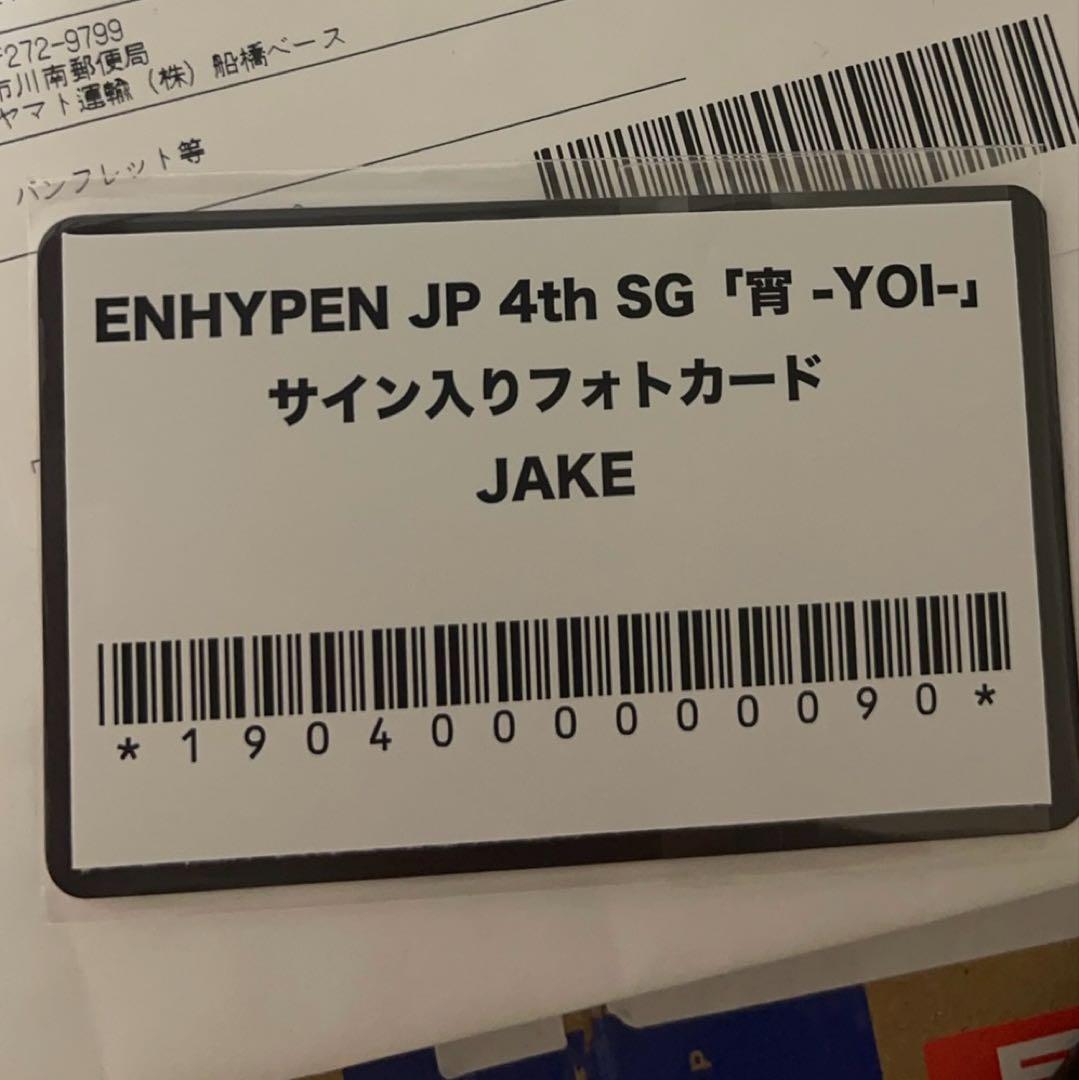 272-9799
市川南郵便局
ヤマト運輸(株)船橋ベース
パンフレット等
ENHYPEN JP 4th SG「宵 -YOI-」
サイン入りフォトカード
JAKE
*1904000000090*
P